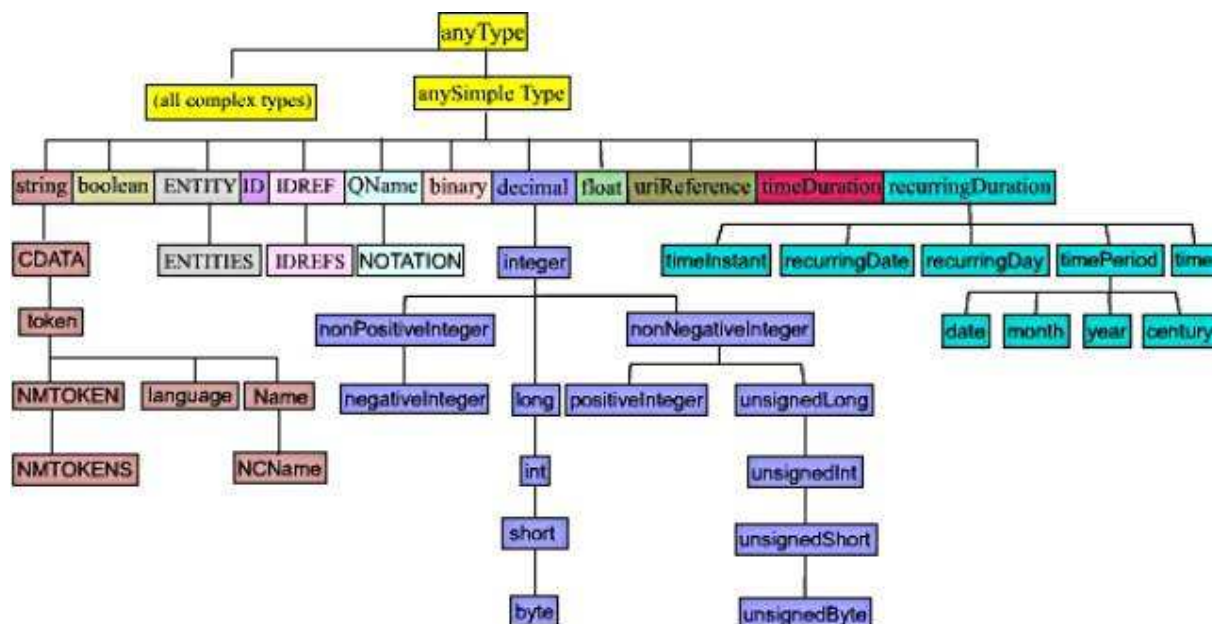 anyType
(all complex types)
anySimple Type
string boolean ENTITY ID IDREF QName binary decimal float uriReference timeDuration recurringDuration
CDATA ENTITIES IDREFS NOTATION integer timeInstant recurringDate recurringDay timePeriod time
token nonPositiveInteger nonNegativeInteger date month year century
NMTOKEN language Name negativeInteger long positiveInteger unsignedLong
NMTOKENS NCName int unsignedInt
short unsignedShort
byte unsignedByte